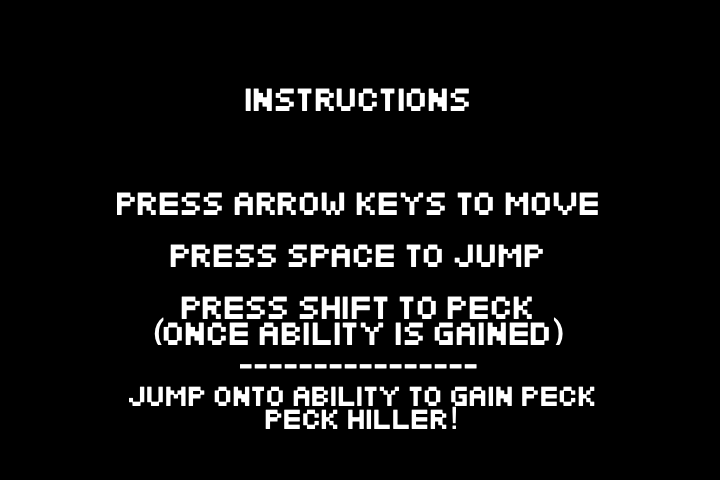 INSTRUCTIONS
PRESS ARROW KEYS TO MOVE
PRESS SPACE TO JUMP
PRESS SHIFT TO PECK
(ONCE ABILITY IS GAINED)
----------------
JUMP ONTO ABILITY TO GAIN PECK
PECK HILLER!